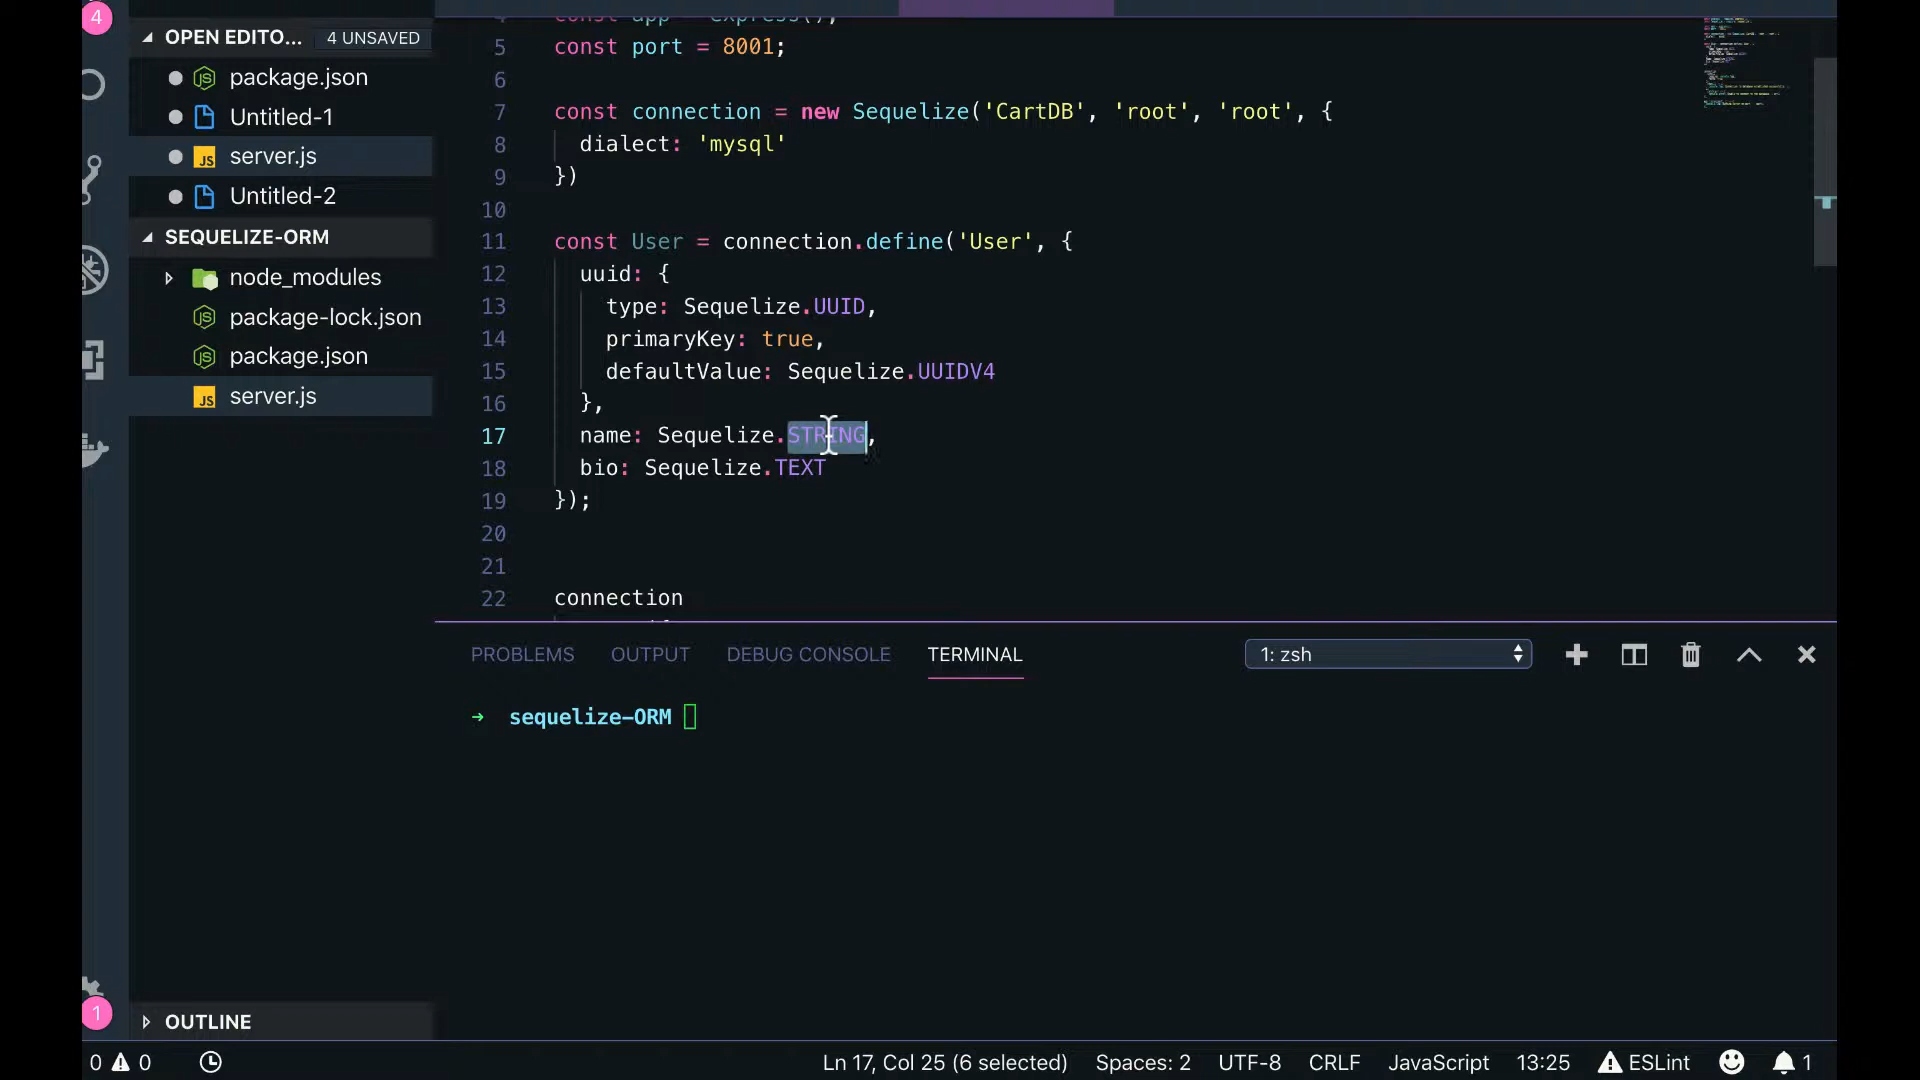 4
OPEN EDITO... 4 UNSAVED
package.json
Untitled-1
server.js
Untitled-2
SEQUELIZE-ORM
node_modules
package-lock.json
package.json
server.js
OUTLINE
1
const app = express();
5 const port = 8001;
6
7 const connection = new Sequelize('CartDB', 'root', 'root', {
8 dialect: 'mysql'
9 })
10
11 const User = connection.define('User', {
12 uuid: {
13 type: Sequelize.UUID,
14 primaryKey: true,
15 defaultValue: Sequelize.UUIDV4
16 },
17 name: Sequelize.STRING,
18 bio: Sequelize.TEXT
19 });
20
21
22 connection
PROBLEMS OUTPUT DEBUG CONSOLE TERMINAL 1: zsh
→ sequelize-ORM
0 0 Ln 17, Col 25 (6 selected) Spaces: 2 UTF-8 CRLF JavaScript 13:25 ESLint 1